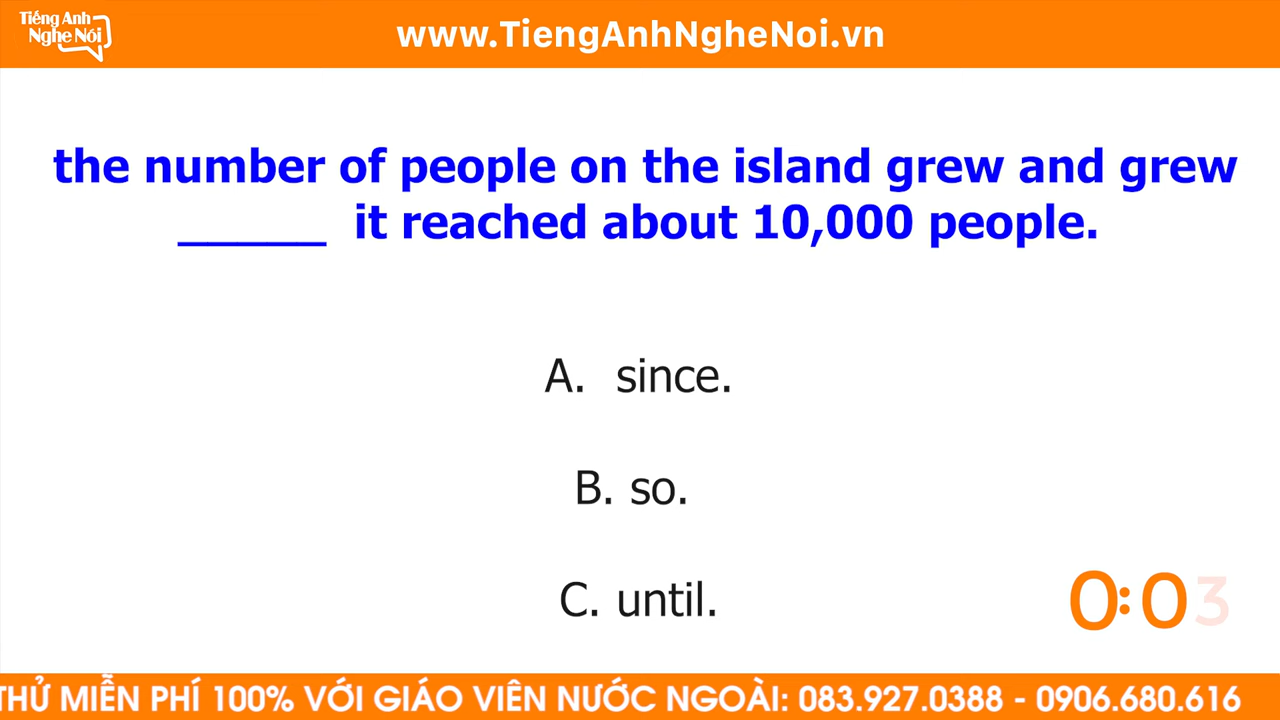 Tiếng Anh
Nghe Nói
www.TiengAnhNgheNoi.vn
the number of people on the island grew and grew
_____ it reached about 10,000 people.
A. since.
B. so.
C. until.
0:03
THỬ MIỄN PHÍ 100% VỚI GIÁO VIÊN NƯỚC NGOÀI: 083.927.0388 - 0906.680.616